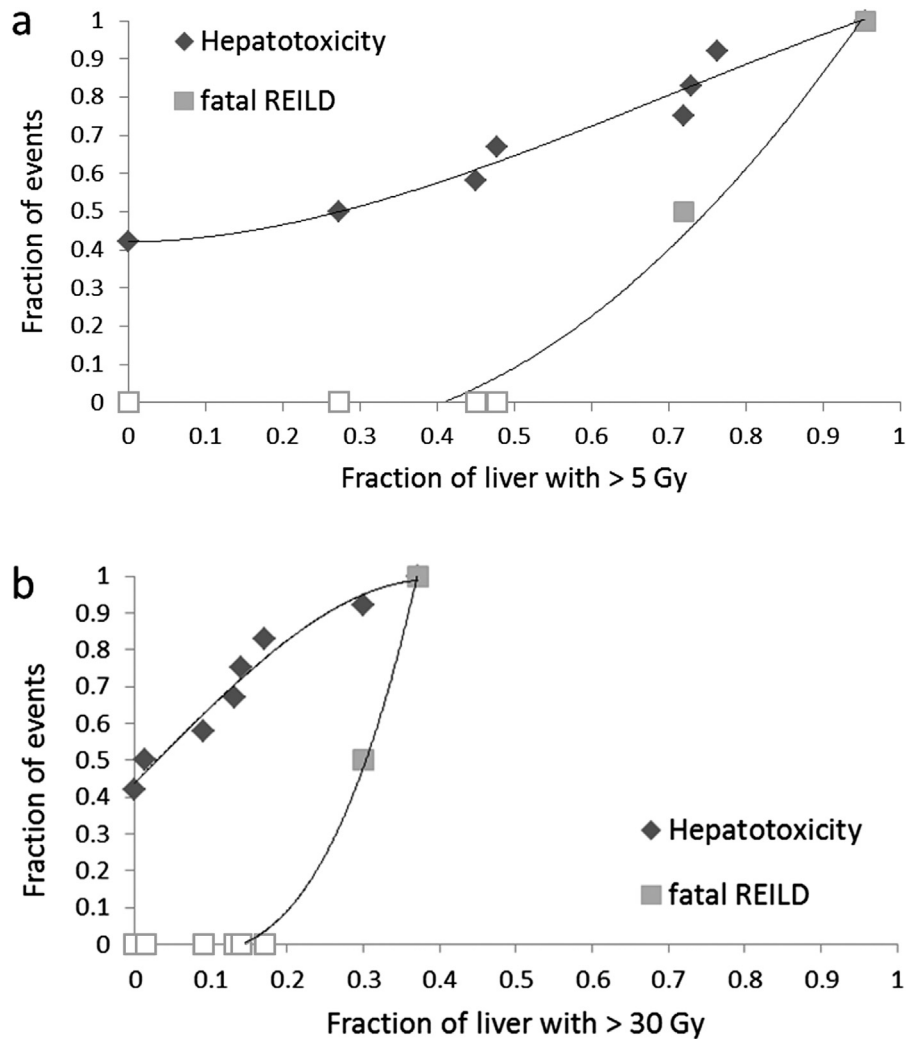 a
Hepatotoxicity
fatal REILD
Fraction of events
1
0.9
0.8
0.7
0.6
0.5
0.4
0.3
0.2
0.1
0
0 0.1 0.2 0.3 0.4 0.5 0.6 0.7 0.8 0.9 1
Fraction of liver with > 5 Gy
b
Fraction of events
1
0.9
0.8
0.7
0.6
0.5
0.4
0.3
0.2
0.1
0
Hepatotoxicity
fatal REILD
0 0.1 0.2 0.3 0.4 0.5 0.6 0.7 0.8 0.9 1
Fraction of liver with > 30 Gy